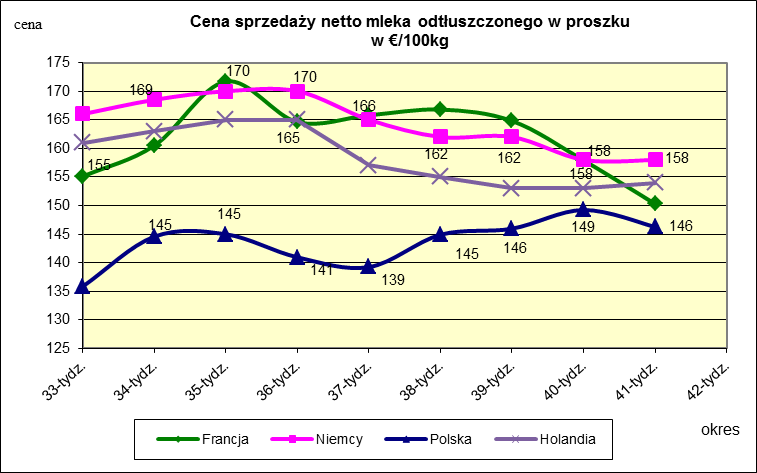 Cena sprzedaży netto mleka odtłuszczonego w proszku
w €/100kg
cena
175
170
165
160
155
150
145
140
135
130
125
155
169
170
170
165
166
162
162
158
158
158
145
145
141
139
145
146
149
146
33-tydz.
34-tydz.
35-tydz.
36-tydz.
37-tydz.
38-tydz.
39-tydz.
40-tydz.
41-tydz.
42-tydz.
okres
Francja Niemcy Polska Holandia